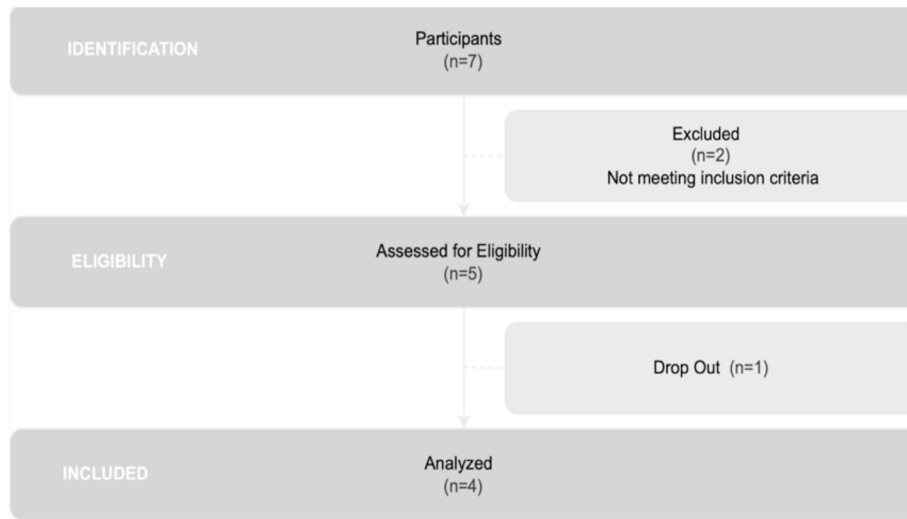 IDENTIFICATION
Participants
(n=7)
Excluded
(n=2)
Not meeting inclusion criteria
ELIGIBILITY
Assessed for Eligibility
(n=5)
Drop Out (n=1)
INCLUDED
Analyzed
(n=4)